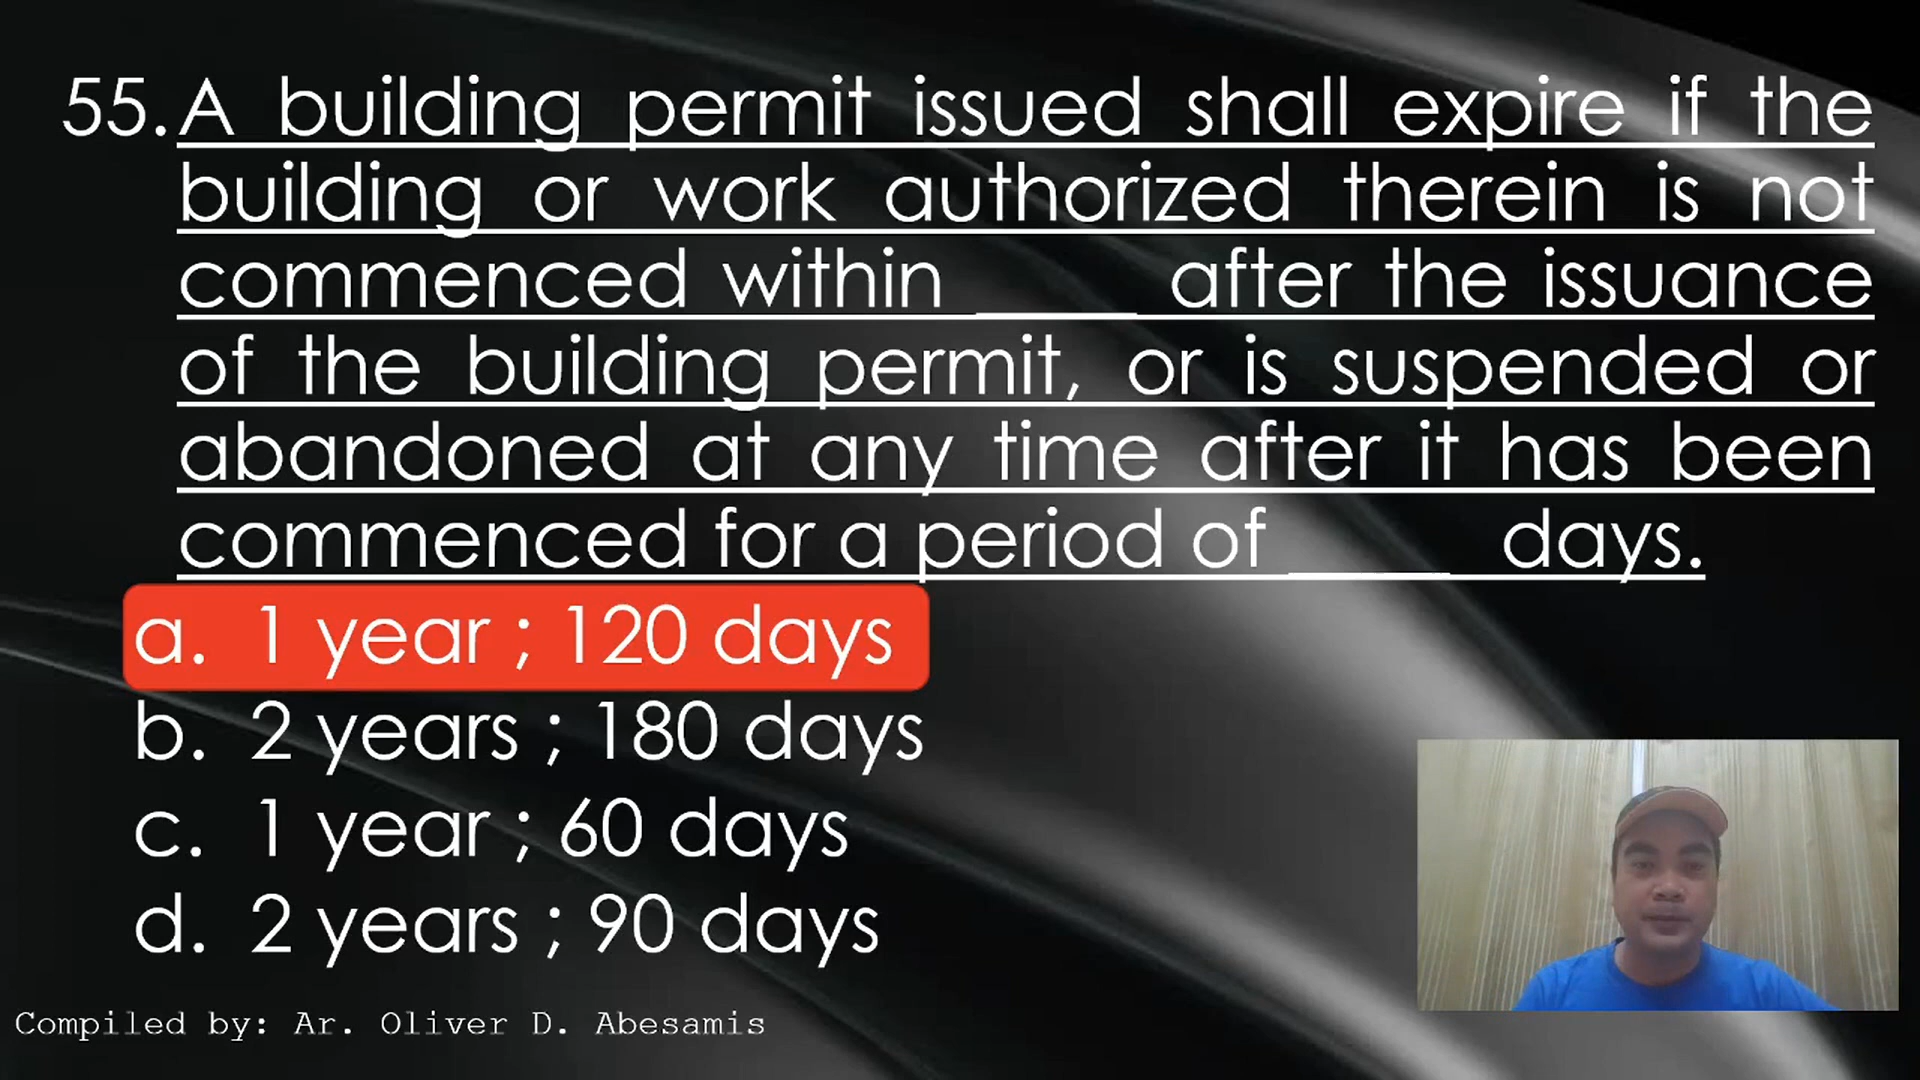 55. A building permit issued shall expire if the
building or work authorized therein is not
commenced within _____ after the issuance
of the building permit, or is suspended or
abandoned at any time after it has been
commenced for a period of _____ days.
a. 1 year ; 120 days
b. 2 years ; 180 days
c. 1 year ; 60 days
d. 2 years ; 90 days
Compiled by: Ar. Oliver D. Abesamis